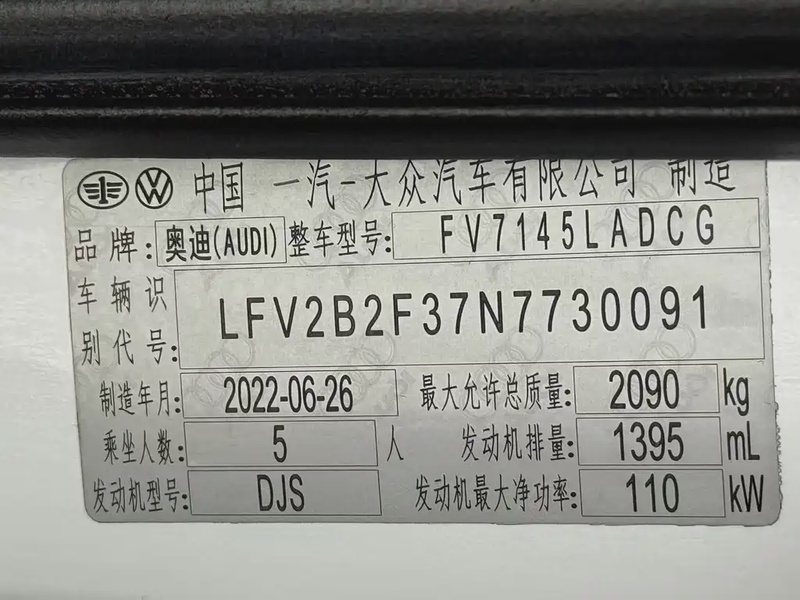 中国 一汽-大众汽车有限公司 制造
品牌: 奥迪(AUDI) 整车型号: FV7145LADCG
车辆识别代号: LFV2B2F37N7730091
制造年月: 2022-06-26 最大允许总质量: 2090 kg
乘坐人数: 5 人 发动机排量: 1395 mL
发动机型号: DJS 发动机最大净功率: 110 kW